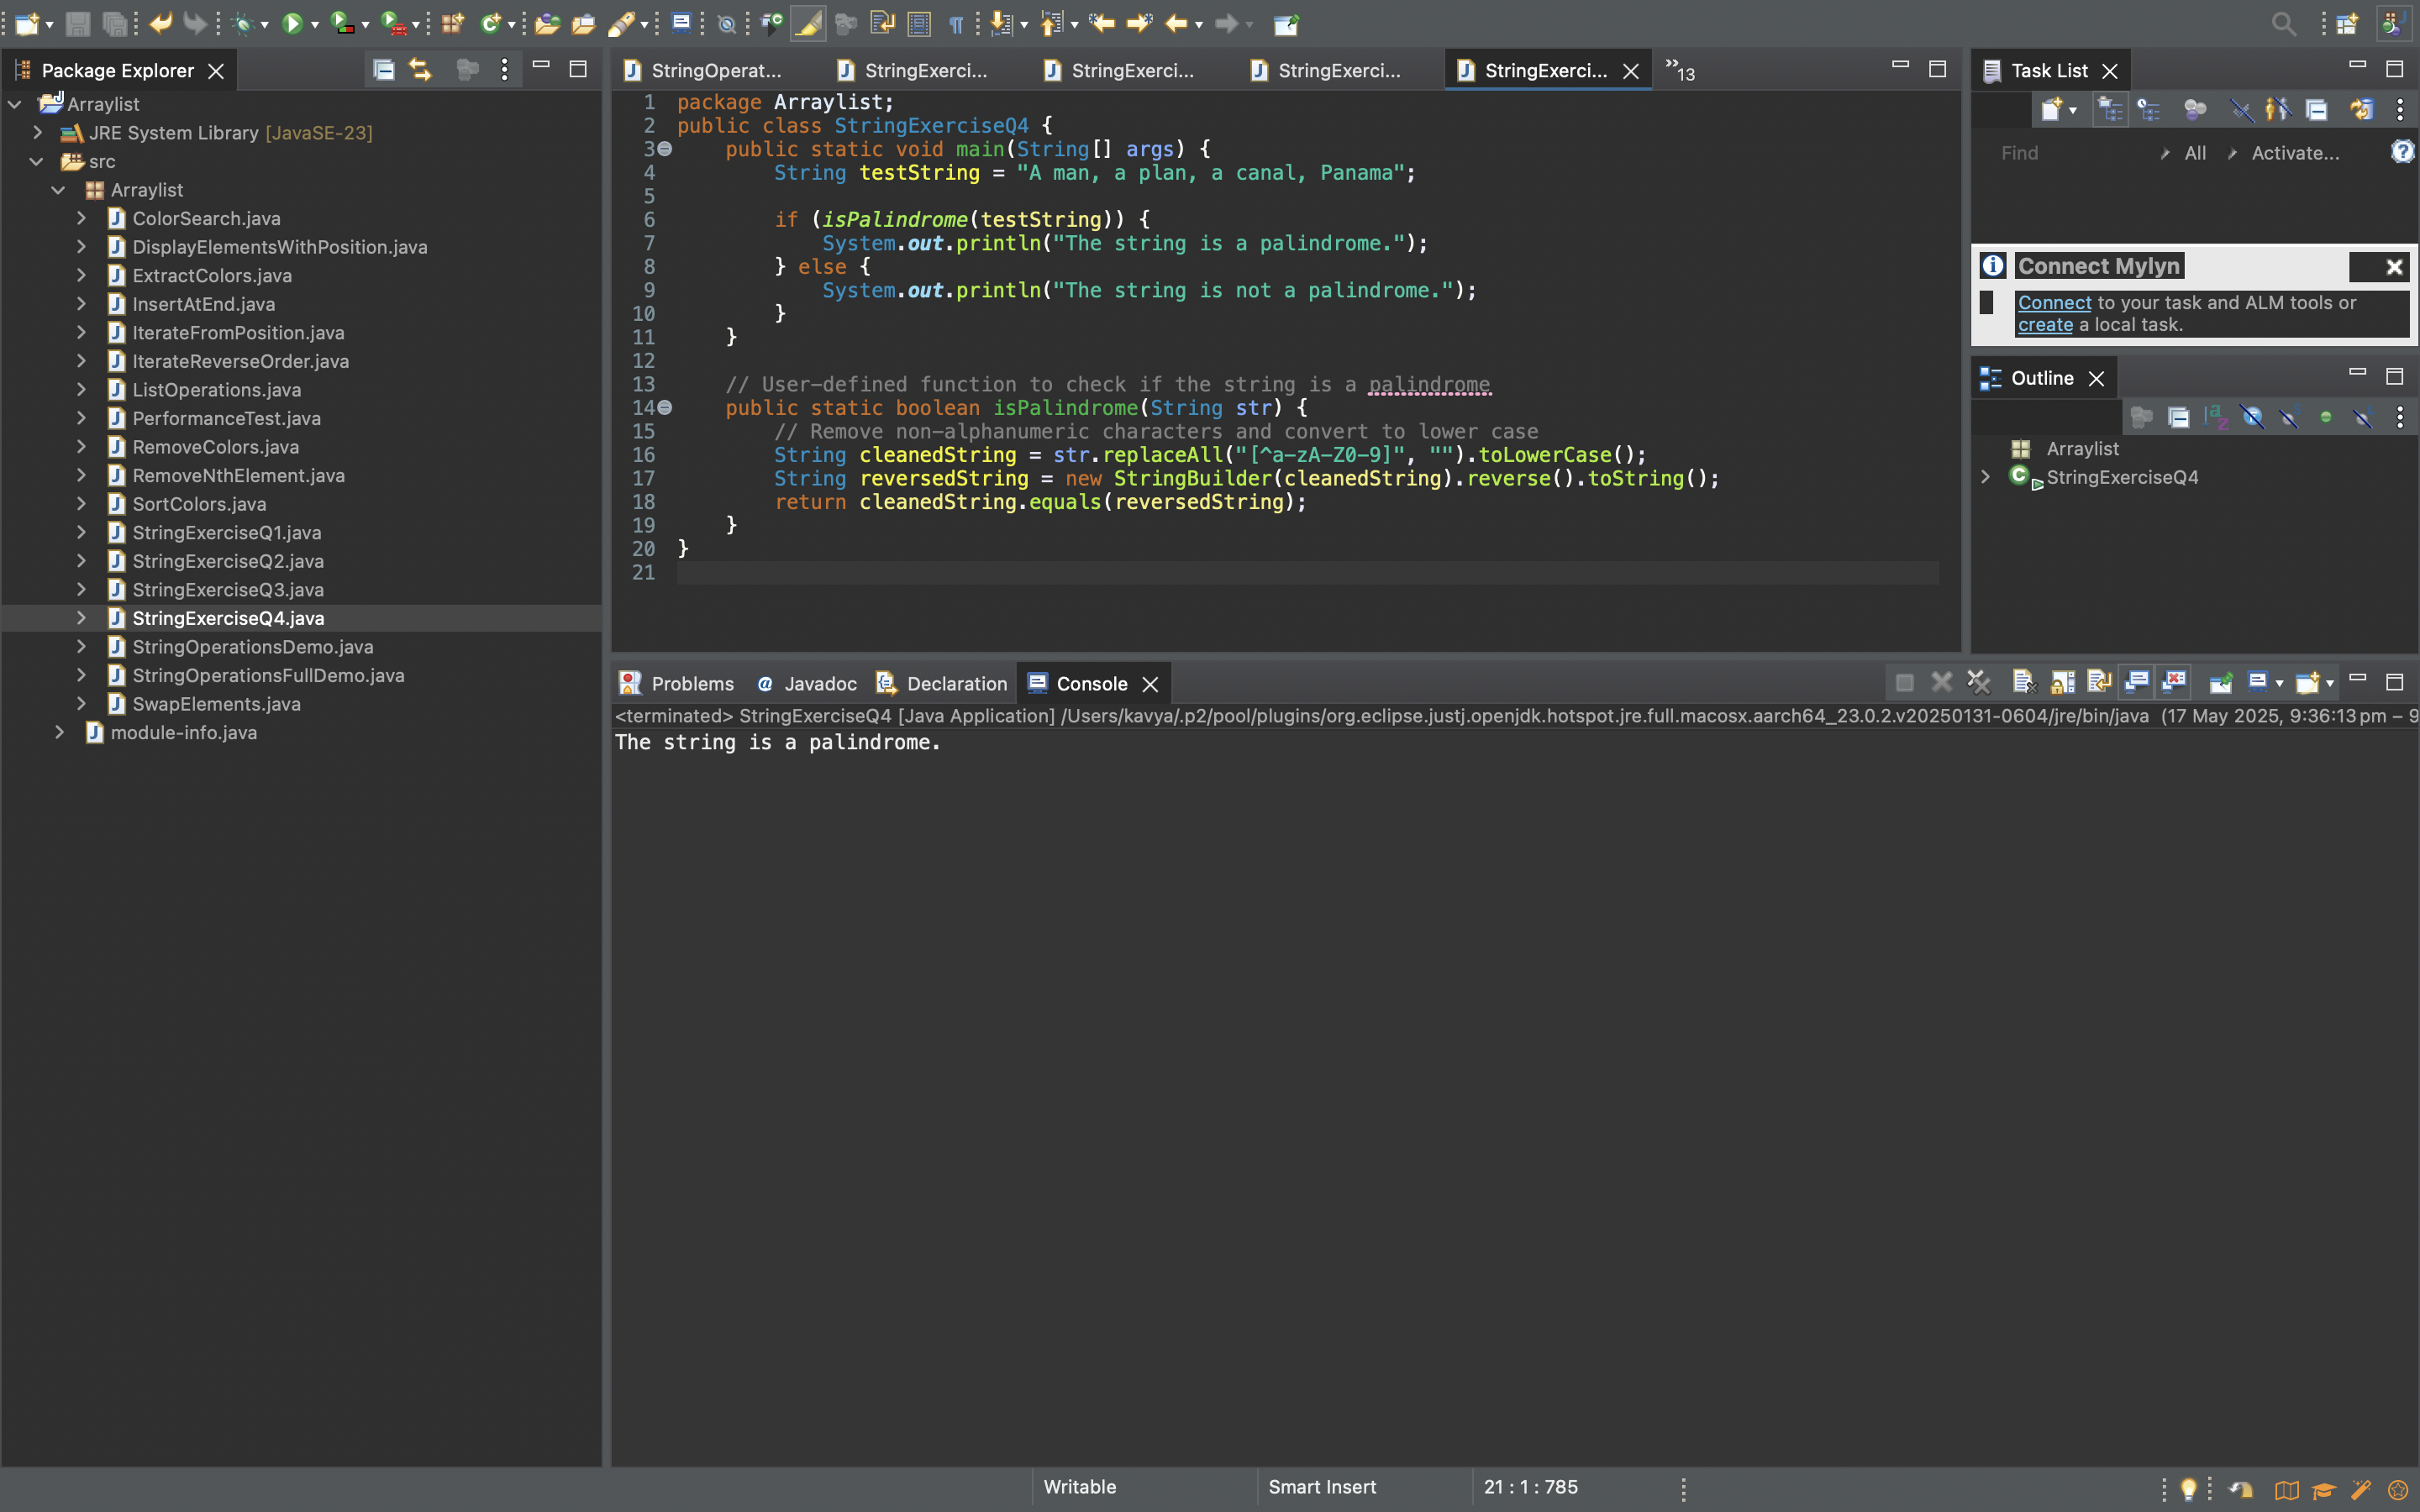 Package Explorer
Arraylist
JRE System Library [JavaSE-23]
src
Arraylist
ColorSearch.java
DisplayElementsWithPosition.java
ExtractColors.java
InsertAtEnd.java
IterateFromPosition.java
IterateReverseOrder.java
ListOperations.java
PerformanceTest.java
RemoveColors.java
RemoveNthElement.java
SortColors.java
StringExerciseQ1.java
StringExerciseQ2.java
StringExerciseQ3.java
StringExerciseQ4.java
StringOperationsDemo.java
StringOperationsFullDemo.java
SwapElements.java
module-info.java
StringOperat... StringExerci... StringExerci... StringExerci... StringExerci... »13
1 package Arraylist;
2 public class StringExerciseQ4 {
3 public static void main(String[] args) {
4 String testString = "A man, a plan, a canal, Panama";
5
6 if (isPalindrome(testString)) {
7 System.out.println("The string is a palindrome.");
8 } else {
9 System.out.println("The string is not a palindrome.");
10 }
11 }
12
13 // User-defined function to check if the string is a palindrome
14 public static boolean isPalindrome(String str) {
15 // Remove non-alphanumeric characters and convert to lower case
16 String cleanedString = str.replaceAll("[^a-zA-Z0-9]", "").toLowerCase();
17 String reversedString = new StringBuilder(cleanedString).reverse().toString();
18 return cleanedString.equals(reversedString);
19 }
20 }
21
Problems Javadoc Declaration Console
<terminated> StringExerciseQ4 [Java Application] /Users/kavya/.p2/pool/plugins/org.eclipse.justj.openjdk.hotspot.jre.full.macosx.aarch64_23.0.2.v20250131-0604/jre/bin/java (17 May 2025, 9:36:13 pm – 9
The string is a palindrome.
Task List
Find All Activate...
Connect Mylyn
Connect to your task and ALM tools or
create a local task.
Outline
Arraylist
StringExerciseQ4
Writable Smart Insert 21 : 1 : 785